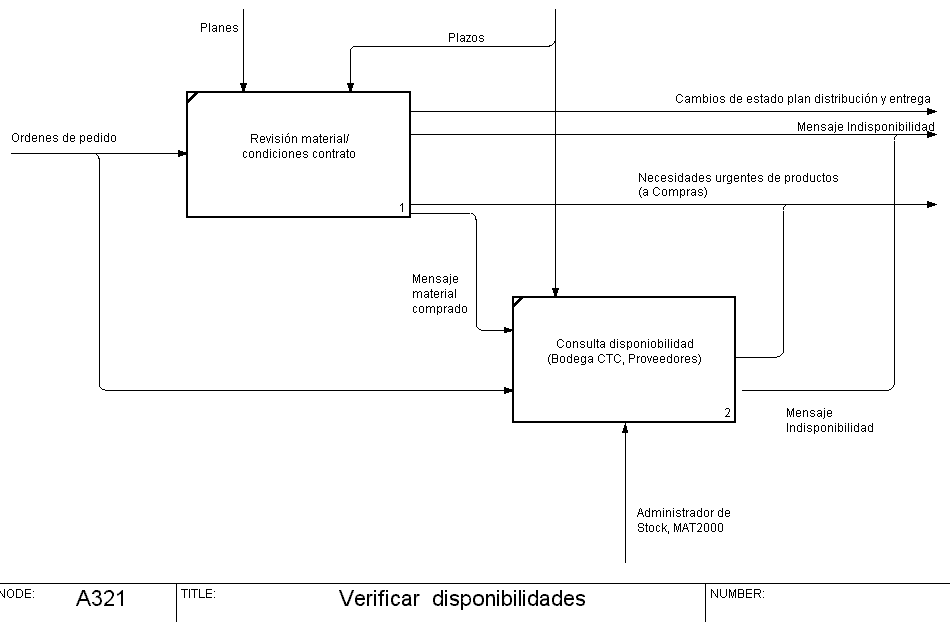 Planes
Plazos
Cambios de estado plan distribución y entrega
Mensaje Indisponibilidad
Ordenes de pedido
Revisión material/
condiciones contrato
1
Necesidades urgentes de productos
(a Compras)
Mensaje
material
comprado
Consulta disponiobilidad
(Bodega CTC, Proveedores)
2
Mensaje
Indisponibilidad
Administrador de
Stock, MAT2000
NODE: A321 TITLE: Verificar disponibilidades NUMBER: